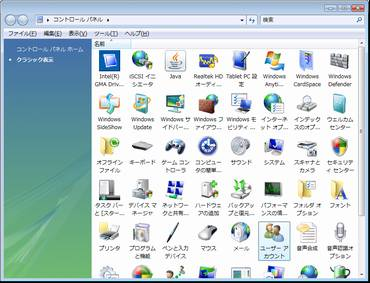 コントロール パネル
検索
ファイル(F) 編集(E) 表示(V) ツール(T) ヘルプ(H)
コントロール パネル ホーム
クラシック表示
名前
Intel(R) GMA Drive...
iSCSI イニシエータ
Java
Realtek HD オーディ...
Tablet PC 設定
Windows Anyti...
Windows CardSpace
Windows Defender
Windows SideShow
Windows Update
Windows サイドバー...
Windows ファイアウ...
Windows モビリティ...
インターネット オプ...
インデックスのオプ...
ウェルカム センター
オフライン ファイル
キーボード
ゲーム コントローラ
コンピュータの簡単...
サウンド
システム
スキャナとカメラ
セキュリティ センター
タスク バーと [スター...
デバイス マネージャ
ネットワークと共有...
ハードウェアの追加
バックアップと復元...
パフォーマンスの情...
フォルダ オプション
フォント
プリンタ
プログラムと機能
ペンと入力デバイス
マウス
メール
ユーザー アカウント
音声合成
音声認識オプション